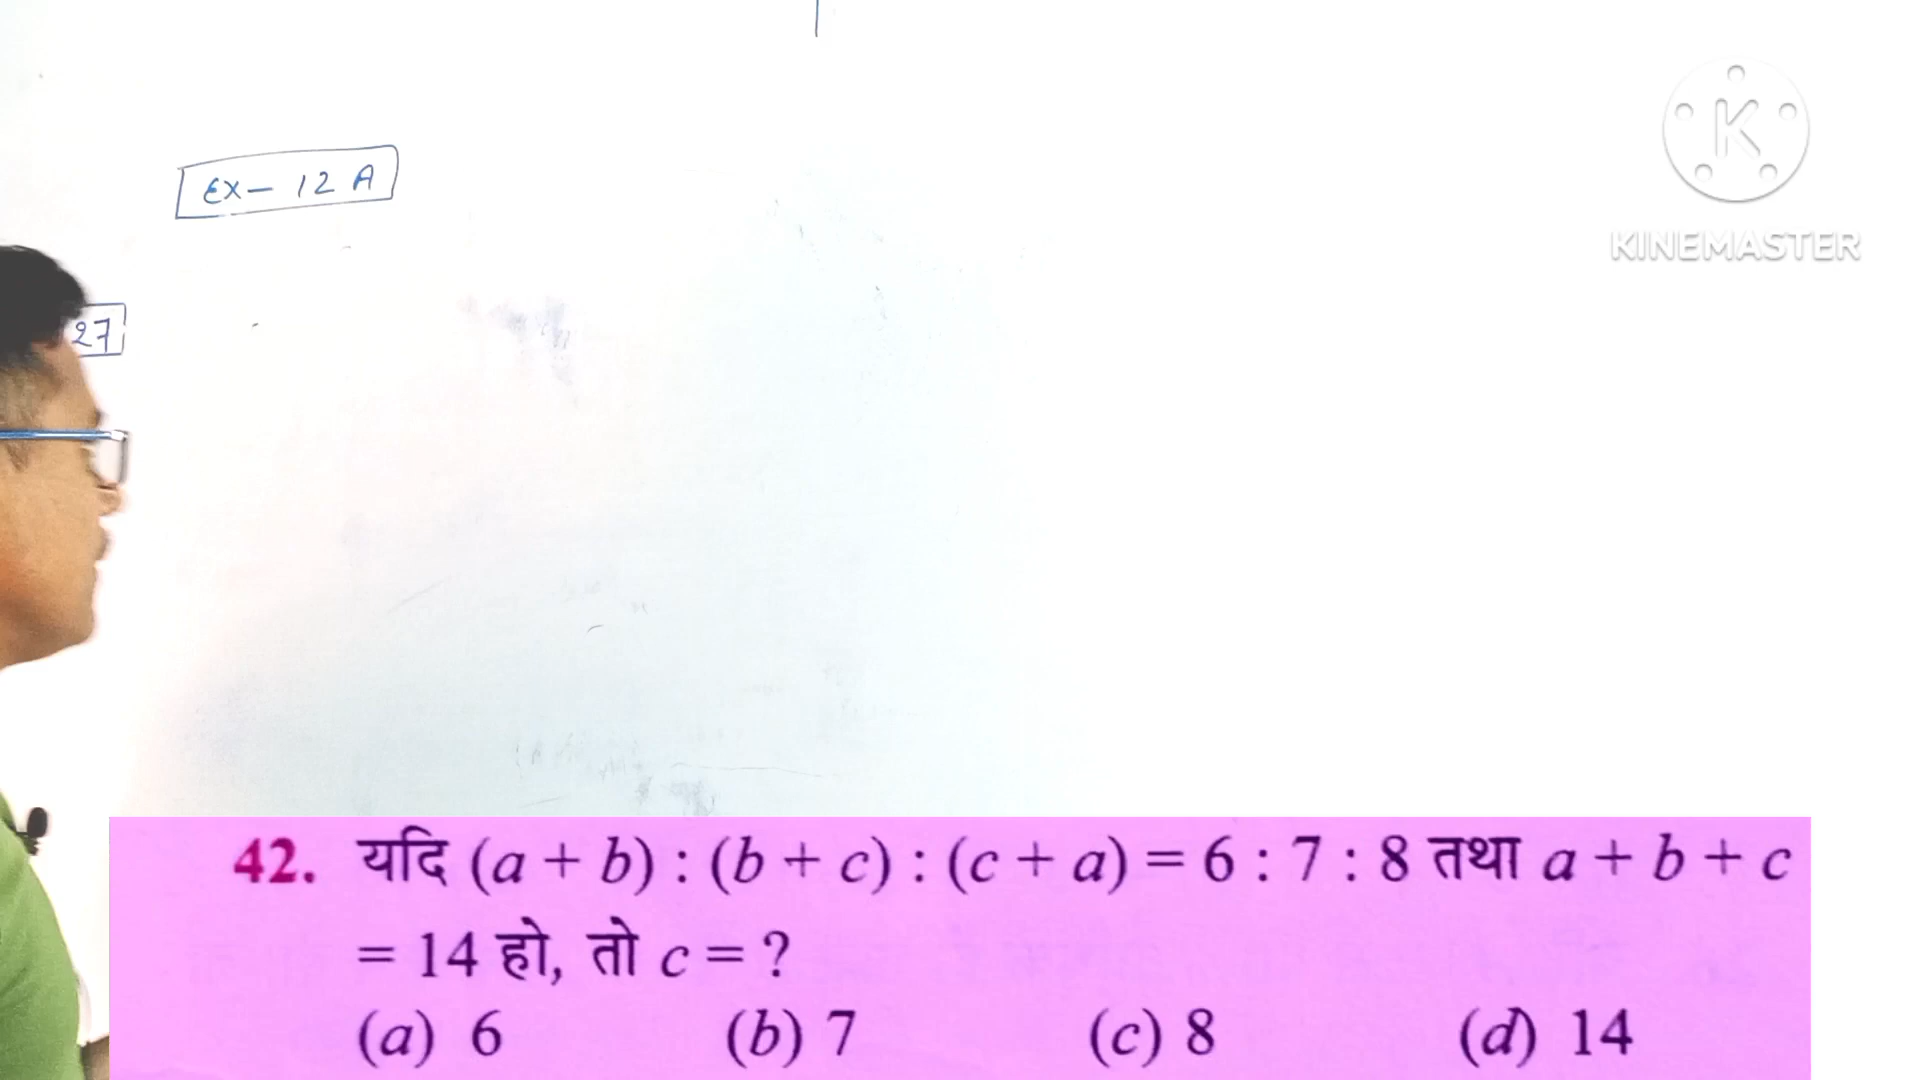 Ex- 12 A
K
KINEMASTER
27
42. यदि (a + b) : (b + c) : (c + a) = 6 : 7 : 8 तथा a + b + c
= 14 हो, तो c = ?
(a) 6 (b) 7 (c) 8 (d) 14